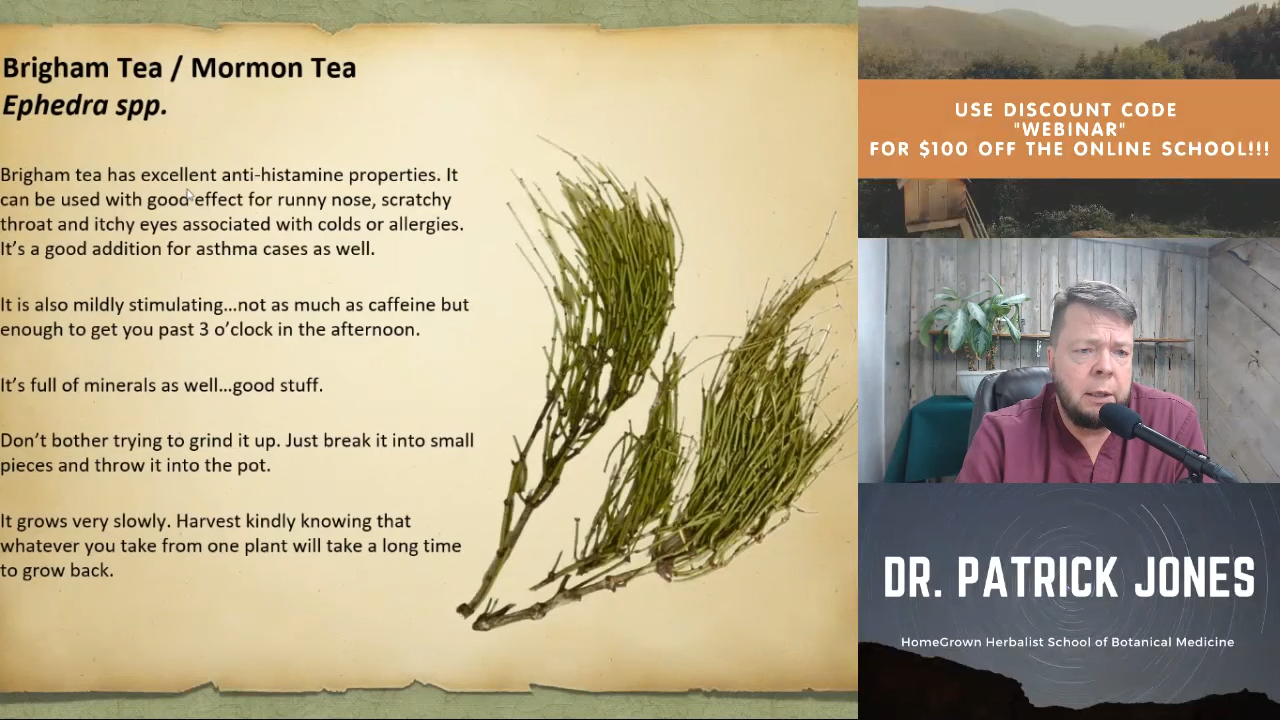 Brigham Tea / Mormon Tea
Ephedra spp.
Brigham tea has excellent anti-histamine properties. It
can be used with good effect for runny nose, scratchy
throat and itchy eyes associated with colds or allergies.
It’s a good addition for asthma cases as well.
It is also mildly stimulating...not as much as caffeine but
enough to get you past 3 o’clock in the afternoon.
It’s full of minerals as well...good stuff.
Don’t bother trying to grind it up. Just break it into small
pieces and throw it into the pot.
It grows very slowly. Harvest kindly knowing that
whatever you take from one plant will take a long time
to grow back.
USE DISCOUNT CODE
"WEBINAR"
FOR $100 OFF THE ONLINE SCHOOL!!!
DR. PATRICK JONES
HomeGrown Herbalist School of Botanical Medicine